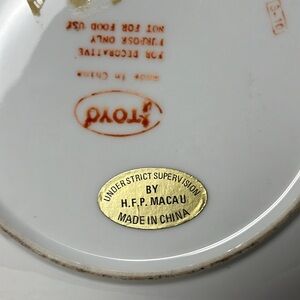 C-10
TOYO
made in China
FOR DECORATIVE
PURPOSE ONLY
NOT FOR FOOD USE
UNDER STRICT SUPERVISION
BY
H.F.P. MACAU
MADE IN CHINA